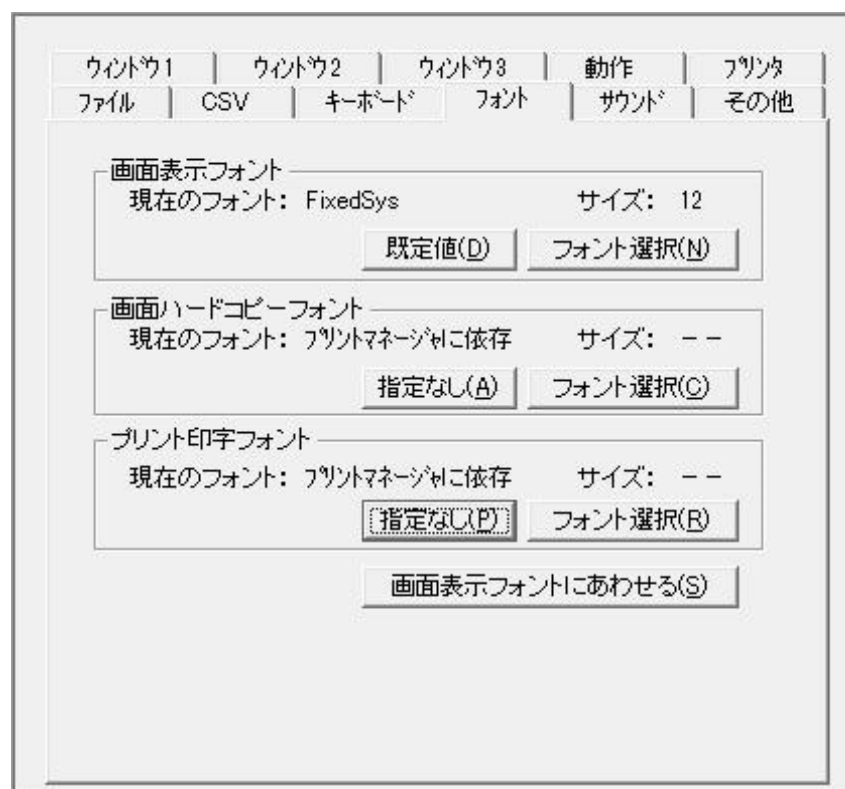 ｳｨﾝﾄﾞｳ1 ｳｨﾝﾄﾞｳ2 ｳｨﾝﾄﾞｳ3 動作 ﾌﾟﾘﾝﾀ
ﾌｧｲﾙ CSV ｷｰﾎﾞｰﾄﾞ ﾌｫﾝﾄ ｻｳﾝﾄﾞ その他
画面表示フォント
現在のフォント： FixedSys サイズ： 12
既定値(D) フォント選択(N)
画面ハードコピーフォント
現在のフォント： ﾌﾟﾘﾝﾄﾏﾈｰｼﾞｬに依存 サイズ： －－
指定なし(A) フォント選択(C)
プリント印字フォント
現在のフォント： ﾌﾟﾘﾝﾄﾏﾈｰｼﾞｬに依存 サイズ： －－
指定なし(P) フォント選択(R)
画面表示フォントにあわせる(S)